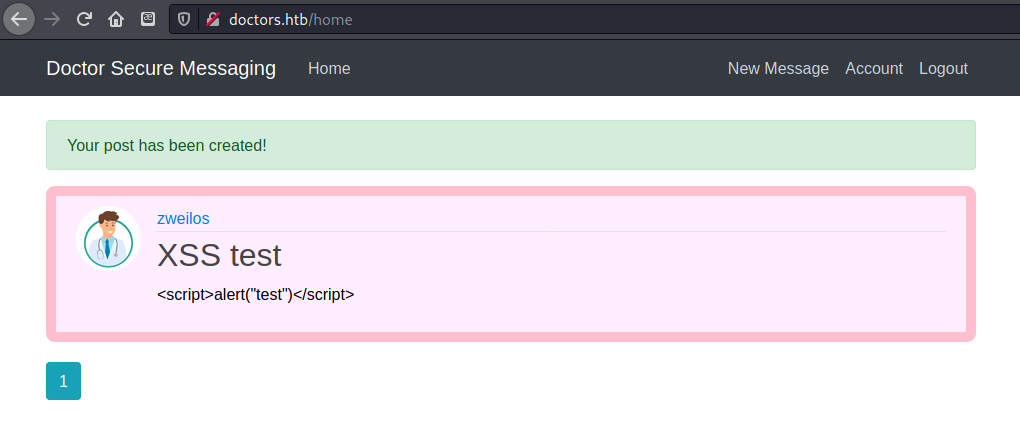 doctors.htb/home
Doctor Secure Messaging Home New Message Account Logout
Your post has been created!
zweilos
XSS test
<script>alert("test")</script>
1